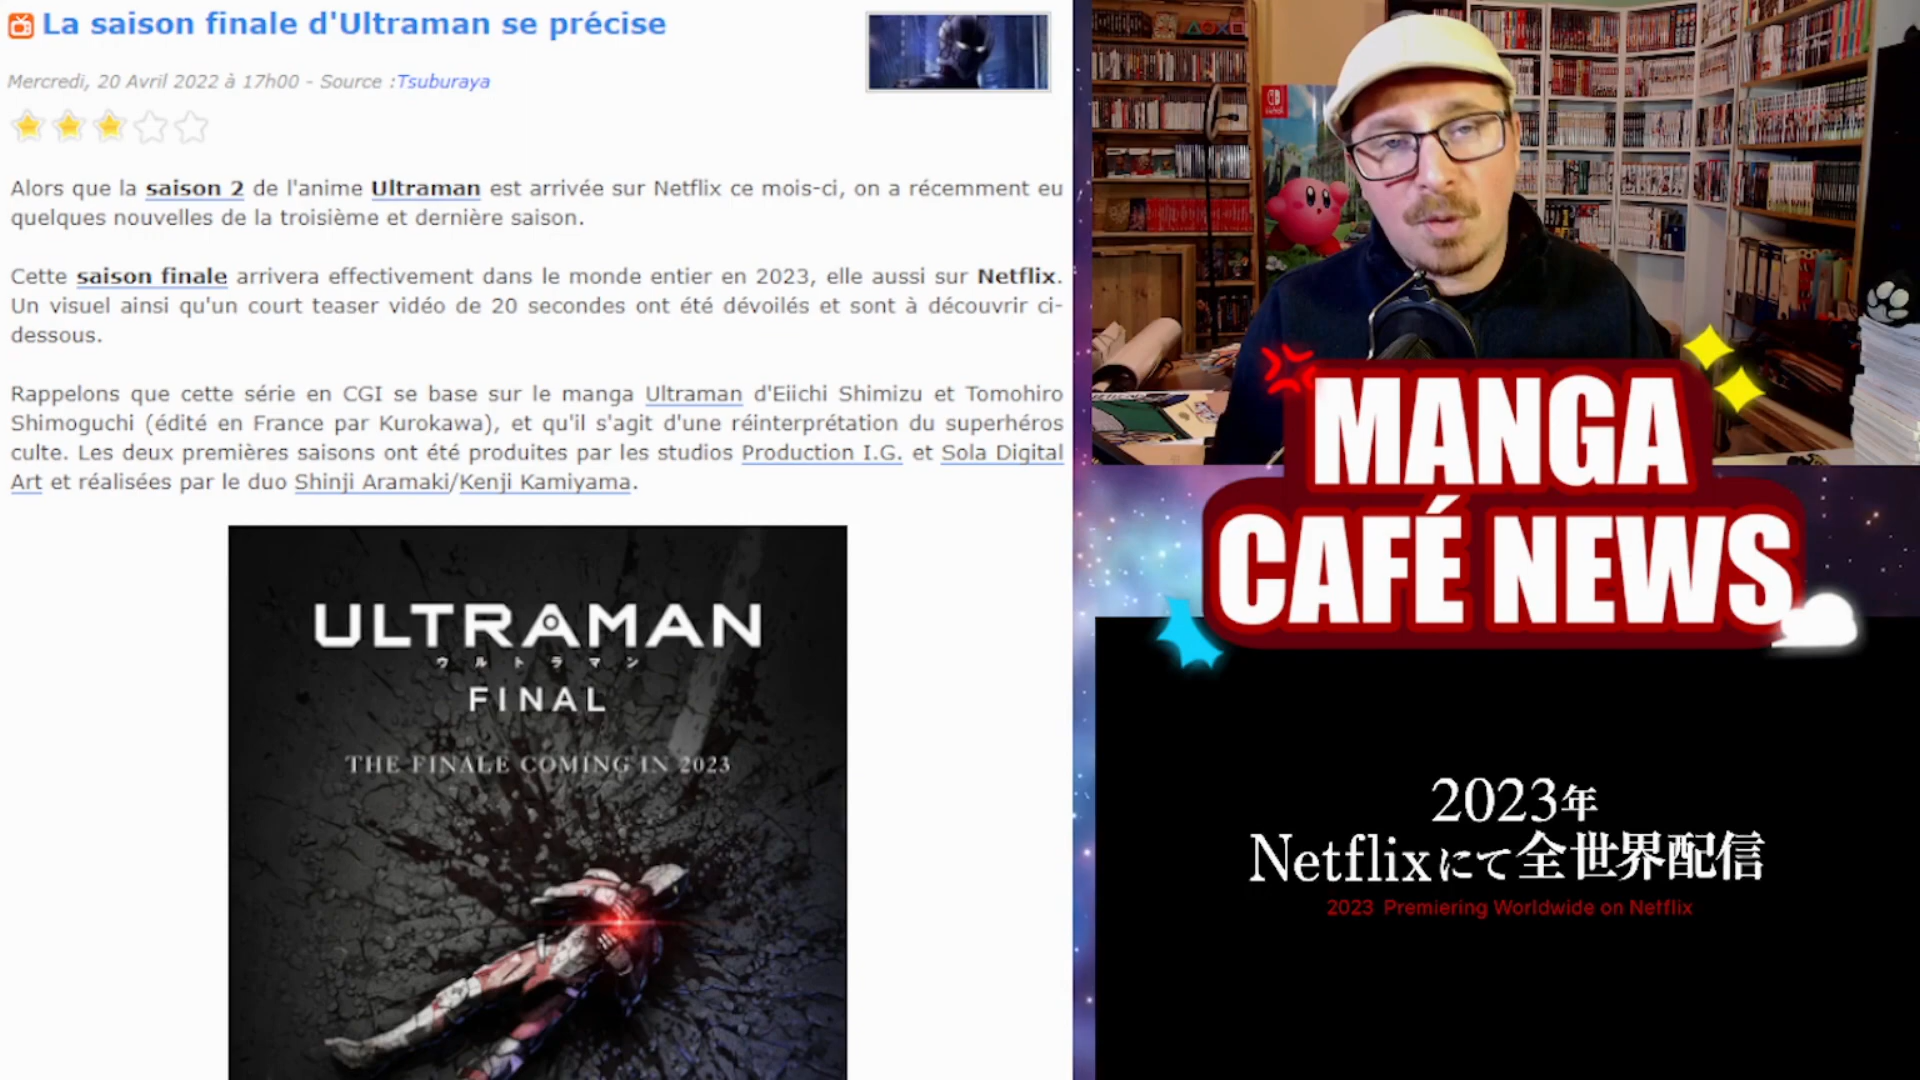 La saison finale d'Ultraman se précise
Mercredi, 20 Avril 2022 à 17h00 - Source :Tsuburaya
Alors que la saison 2 de l'anime Ultraman est arrivée sur Netflix ce mois-ci, on a récemment eu
quelques nouvelles de la troisième et dernière saison.
Cette saison finale arrivera effectivement dans le monde entier en 2023, elle aussi sur Netflix.
Un visuel ainsi qu'un court teaser vidéo de 20 secondes ont été dévoilés et sont à découvrir ci-
dessous.
Rappelons que cette série en CGI se base sur le manga Ultraman d'Eiichi Shimizu et Tomohiro
Shimoguchi (édité en France par Kurokawa), et qu'il s'agit d'une réinterprétation du superhéros
culte. Les deux premières saisons ont été produites par les studios Production I.G. et Sola Digital
Art et réalisées par le duo Shinji Aramaki/Kenji Kamiyama.
ULTRAMAN
ウルトラマン
FINAL
THE FINALE COMING IN 2023
MANGA
CAFÉ NEWS
2023年
Netflixにて全世界配信
2023 Premiering Worldwide on Netflix